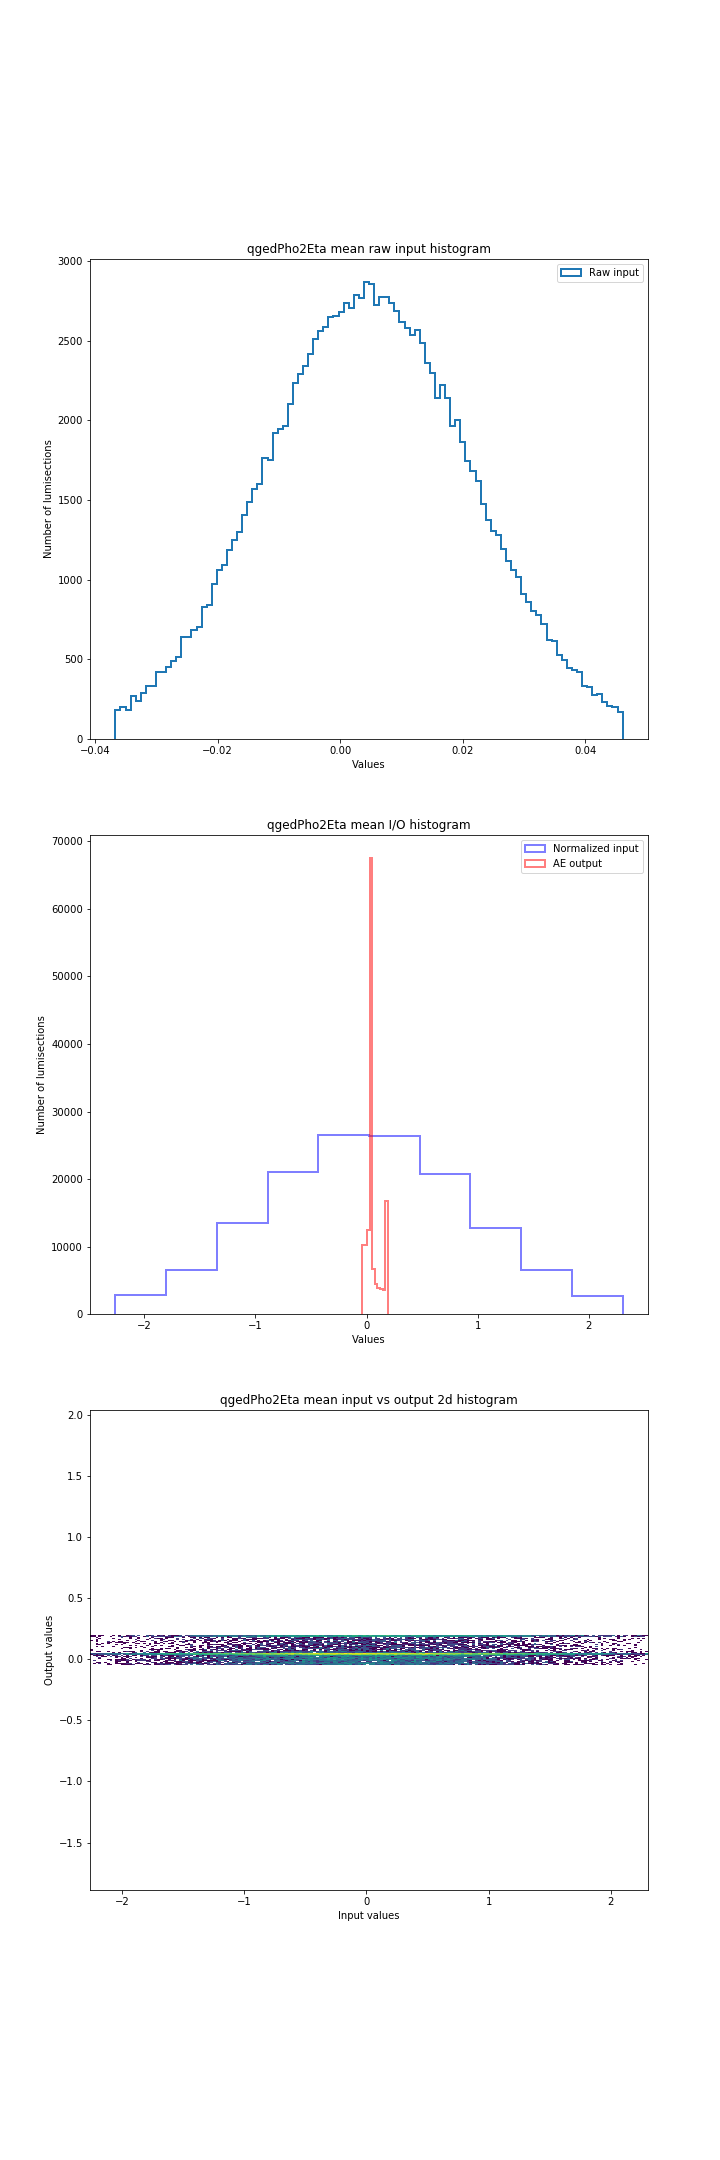 qgedPho2Eta mean raw input histogram
Raw input
3000
2500
2000
1500
1000
500
0
Number of lumisections
−0.04 −0.02 0.00 0.02 0.04
Values
qgedPho2Eta mean I/O histogram
Normalized input
AE output
70000
60000
50000
40000
30000
20000
10000
0
Number of lumisections
−2 −1 0 1 2
Values
qgedPho2Eta mean input vs output 2d histogram
2.0
1.5
1.0
0.5
0.0
−0.5
−1.0
−1.5
Output values
−2 −1 0 1 2
Input values